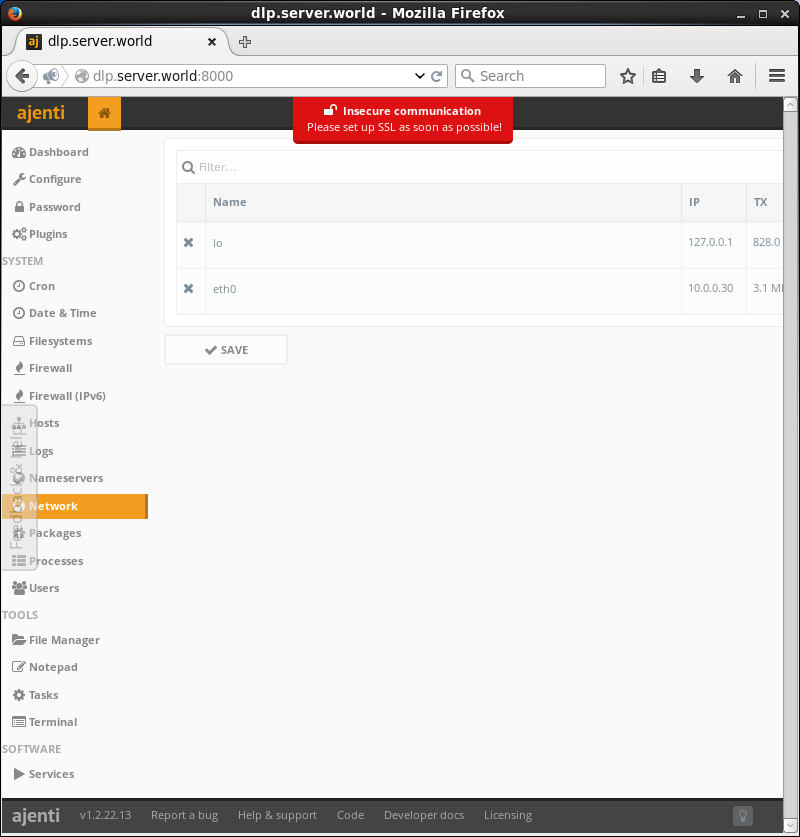 dlp.server.world - Mozilla Firefox
aj dlp.server.world
dlp.server.world:8000
Search
ajenti
Insecure communication
Please set up SSL as soon as possible!
Dashboard
Configure
Password
Plugins
SYSTEM
Cron
Date & Time
Filesystems
Firewall
Firewall (IPv6)
Hosts
Logs
Nameservers
Network
Packages
Processes
Users
TOOLS
File Manager
Notepad
Tasks
Terminal
SOFTWARE
Services
Feedback & help
Filter...
Name IP TX
lo 127.0.0.1 828.0
eth0 10.0.0.30 3.1
SAVE
ajenti v1.2.22.13 Report a bug Help & support Code Developer docs Licensing